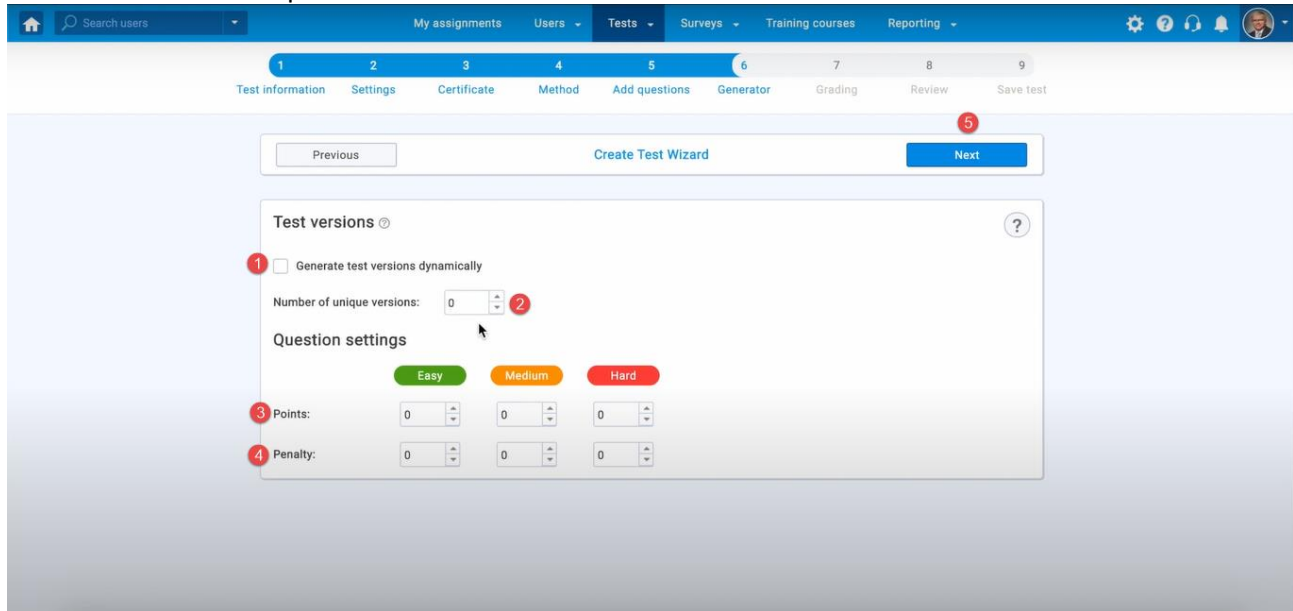 Search users My assignments Users Tests Surveys Training courses Reporting
1 2 3 4 5 6 7 8 9
Test information Settings Certificate Method Add questions Generator Grading Review Save test
5
Previous Create Test Wizard Next
Test versions ? ?
1 Generate test versions dynamically
Number of unique versions: 0 2
Question settings
Easy Medium Hard
3 Points: 0 0 0
4 Penalty: 0 0 0